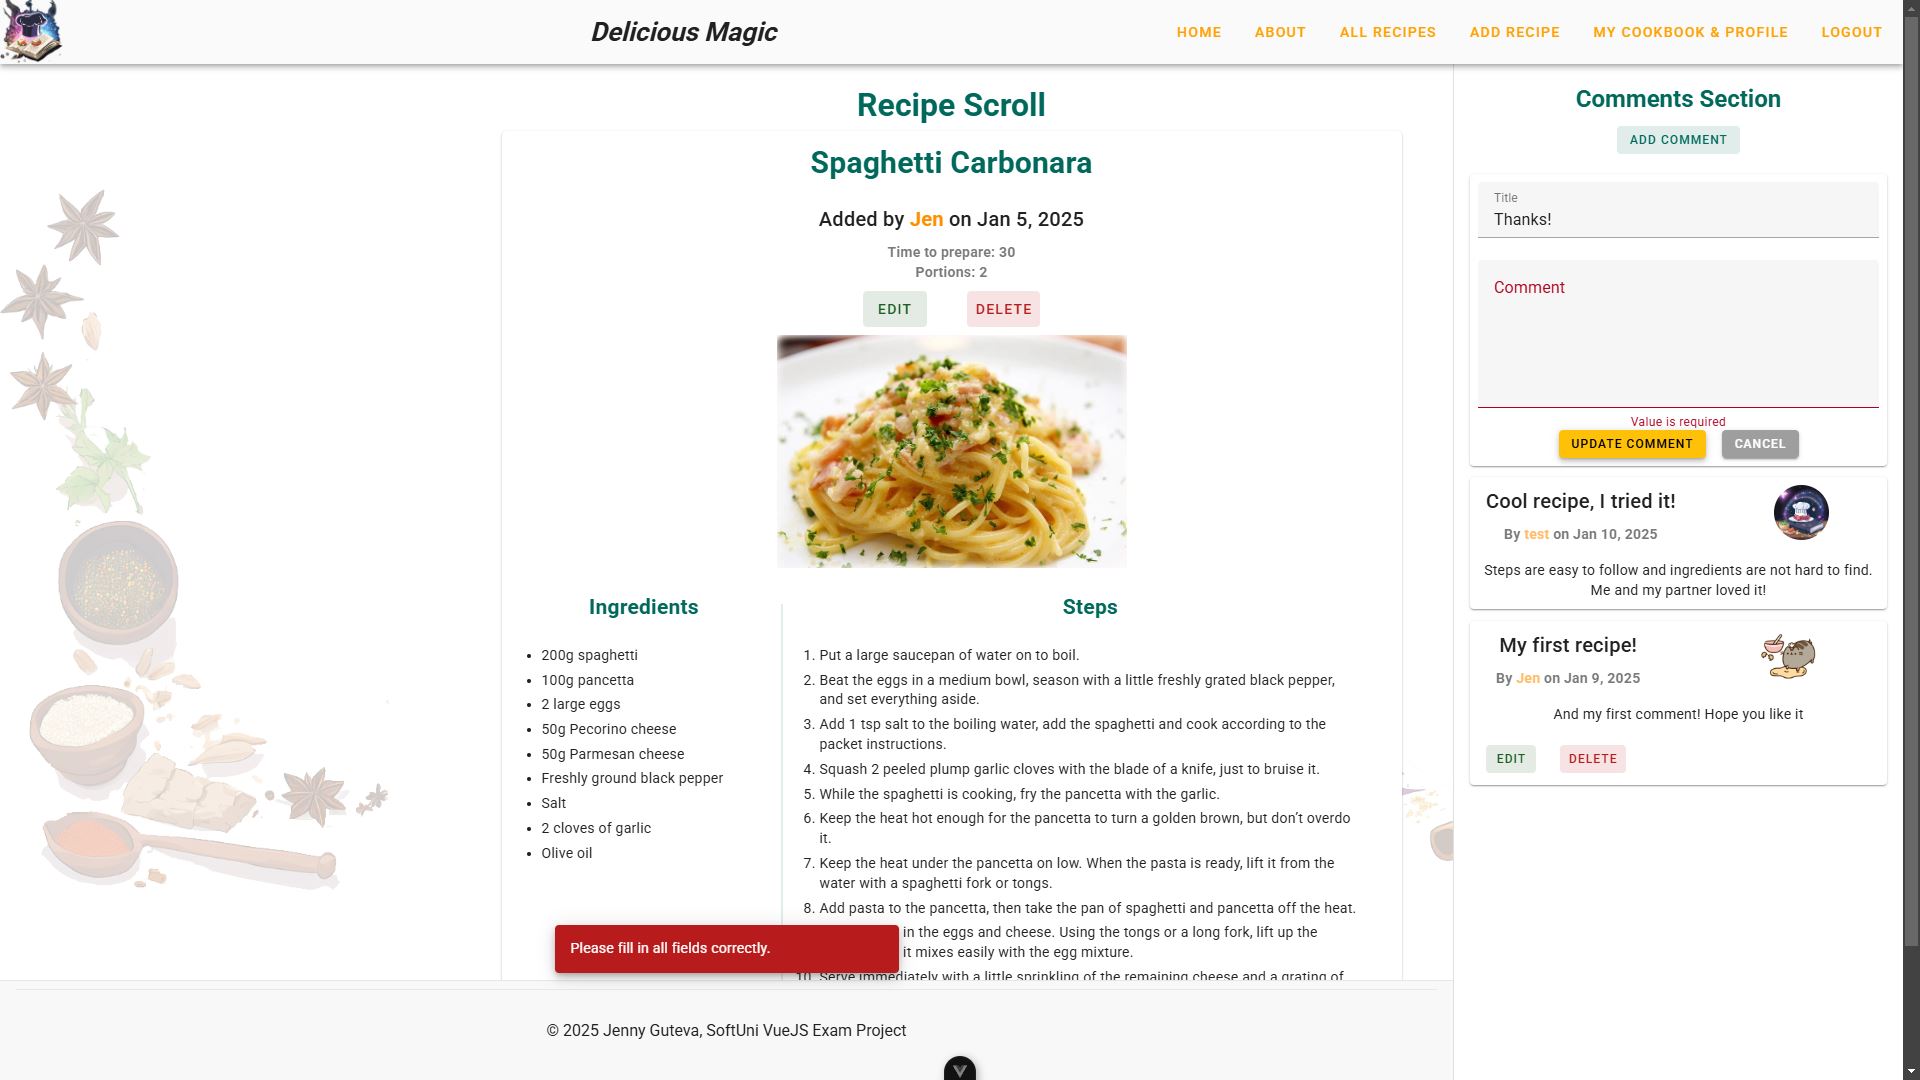 Delicious Magic
HOME
ABOUT
ALL RECIPES
ADD RECIPE
MY COOKBOOK & PROFILE
LOGOUT
Recipe Scroll
Spaghetti Carbonara
Added by Jen on Jan 5, 2025
Time to prepare: 30
Portions: 2
EDIT
DELETE
Ingredients
• 200g spaghetti
• 100g pancetta
• 2 large eggs
• 50g Pecorino cheese
• 50g Parmesan cheese
• Freshly ground black pepper
• Salt
• 2 cloves of garlic
• Olive oil
Steps
1. Put a large saucepan of water on to boil.
2. Beat the eggs in a medium bowl, season with a little freshly grated black pepper,
and set everything aside.
3. Add 1 tsp salt to the boiling water, add the spaghetti and cook according to the
packet instructions.
4. Squash 2 peeled plump garlic cloves with the blade of a knife, just to bruise it.
5. While the spaghetti is cooking, fry the pancetta with the garlic.
6. Keep the heat hot enough for the pancetta to turn a golden brown, but don’t overdo
it.
7. Keep the heat under the pancetta on low. When the pasta is ready, lift it from the
water with a spaghetti fork or tongs.
8. Add pasta to the pancetta, then take the pan of spaghetti and pancetta off the heat.
in the eggs and cheese. Using the tongs or a long fork, lift up the
it mixes easily with the egg mixture.
10. Serve immediately with a little sprinkling of the remaining cheese and a grating of
Please fill in all fields correctly.
© 2025 Jenny Guteva, SoftUni VueJS Exam Project
Comments Section
ADD COMMENT
Title
Thanks!
Comment
Value is required
UPDATE COMMENT
CANCEL
Cool recipe, I tried it!
By test on Jan 10, 2025
Steps are easy to follow and ingredients are not hard to find.
Me and my partner loved it!
My first recipe!
By Jen on Jan 9, 2025
And my first comment! Hope you like it
EDIT
DELETE